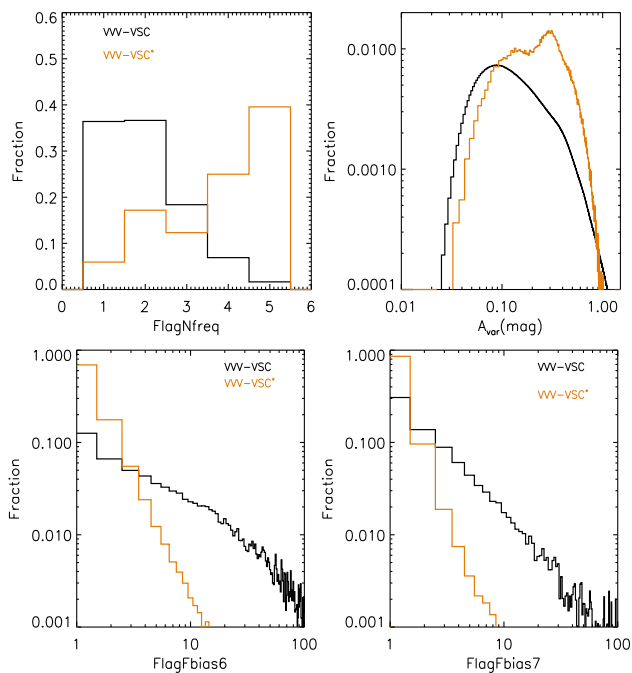 0.6
0.5
0.4
0.3
0.2
0.1
0.0
Fraction
VVV-VSC
VVV-VSC*
0 1 2 3 4 5 6
FlagNfreq
0.0100
0.0010
0.0001
Fraction
0.01 0.10 1.00
Avar(mag)
1.000
0.100
0.010
0.001
Fraction
VVV-VSC
VVV-VSC*
1 10 100
FlagFbias6
1.000
0.100
0.010
0.001
Fraction
VVV-VSC
VVV-VSC*
1 10 100
FlagFbias7